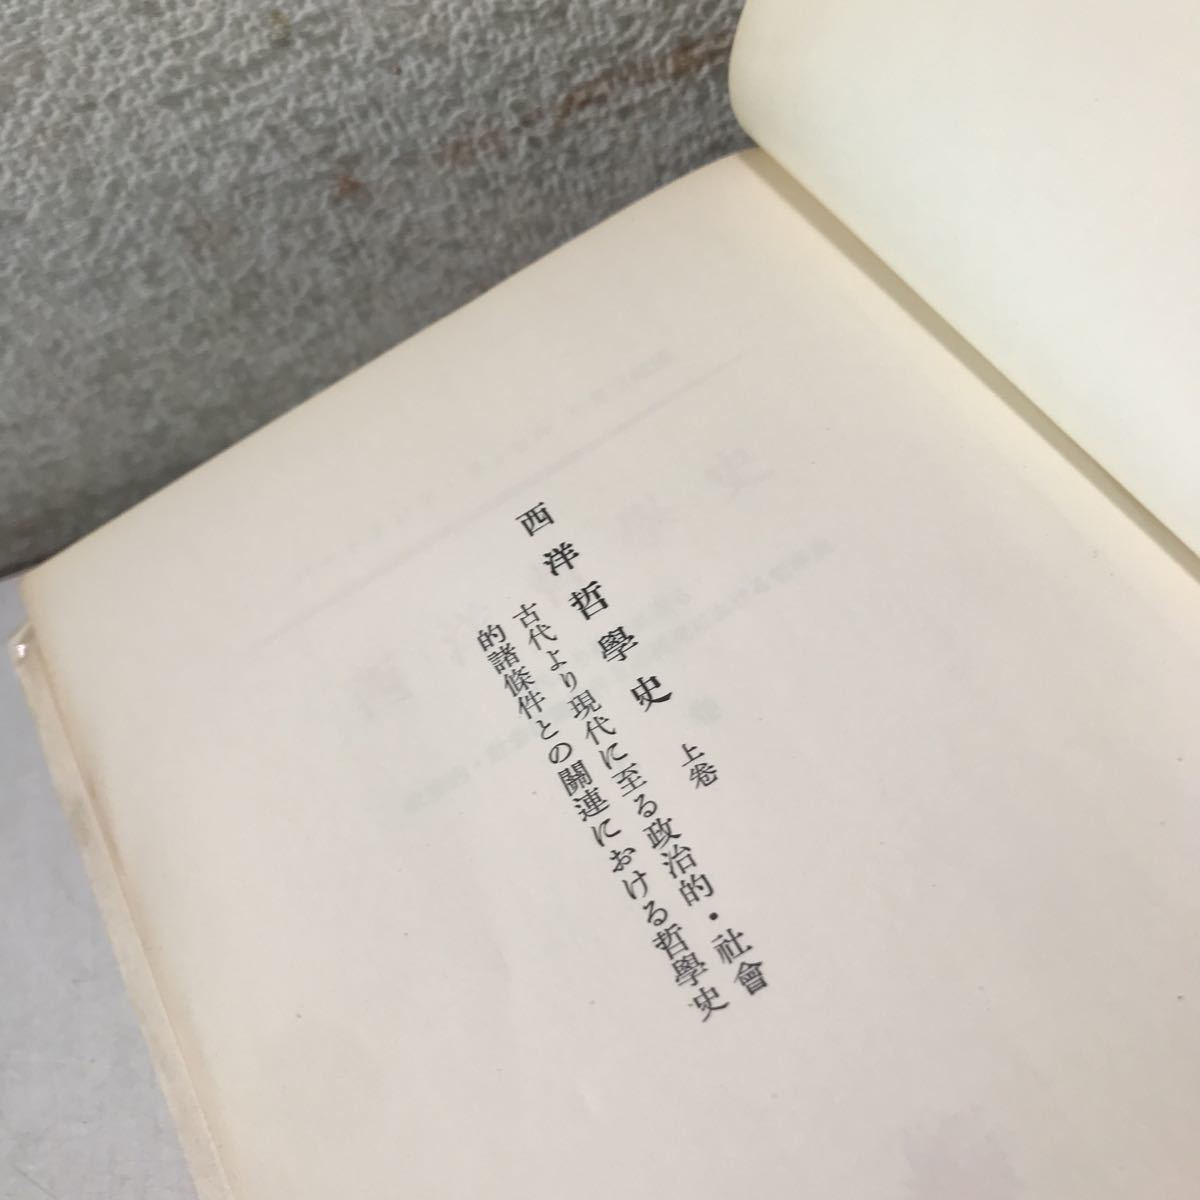 西洋哲學史 上卷
古代より現代に至る政治的・社會
的諸條件との關連における哲學史